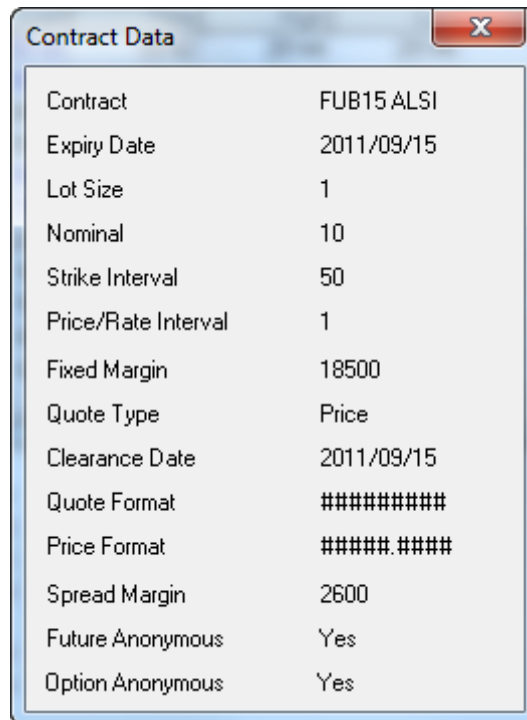 Contract Data
Contract FUB15 ALSI
Expiry Date 2011/09/15
Lot Size 1
Nominal 10
Strike Interval 50
Price/Rate Interval 1
Fixed Margin 18500
Quote Type Price
Clearance Date 2011/09/15
Quote Format #########
Price Format #####.####
Spread Margin 2600
Future Anonymous Yes
Option Anonymous Yes